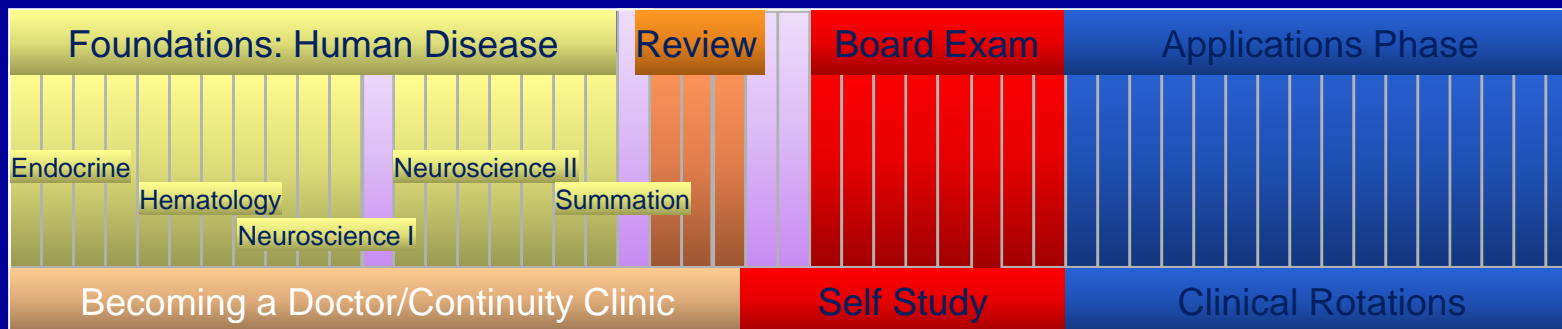 Foundations: Human Disease
Review
Board Exam
Applications Phase
Endocrine
Neuroscience II
Hematology
Summation
Neuroscience I
Becoming a Doctor/Continuity Clinic
Self Study
Clinical Rotations